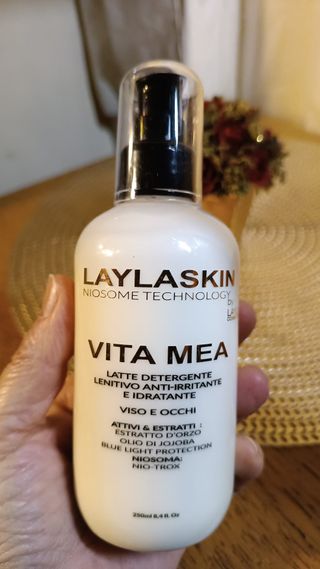 LAYLASKIN
NIOSOME TECHNOLOGY
by
VITA MEA
LATTE DETERGENTE
LENITIVO ANTI-IRRITANTE
E IDRATANTE
VISO E OCCHI
ATTIVI & ESTRATTI :
ESTRATTO D'ORZO
OLIO DI JOJOBA
BLUE LIGHT PROTECTION
NIOSOMA:
NIO-TROX
250ml 8,4 fl. Oz